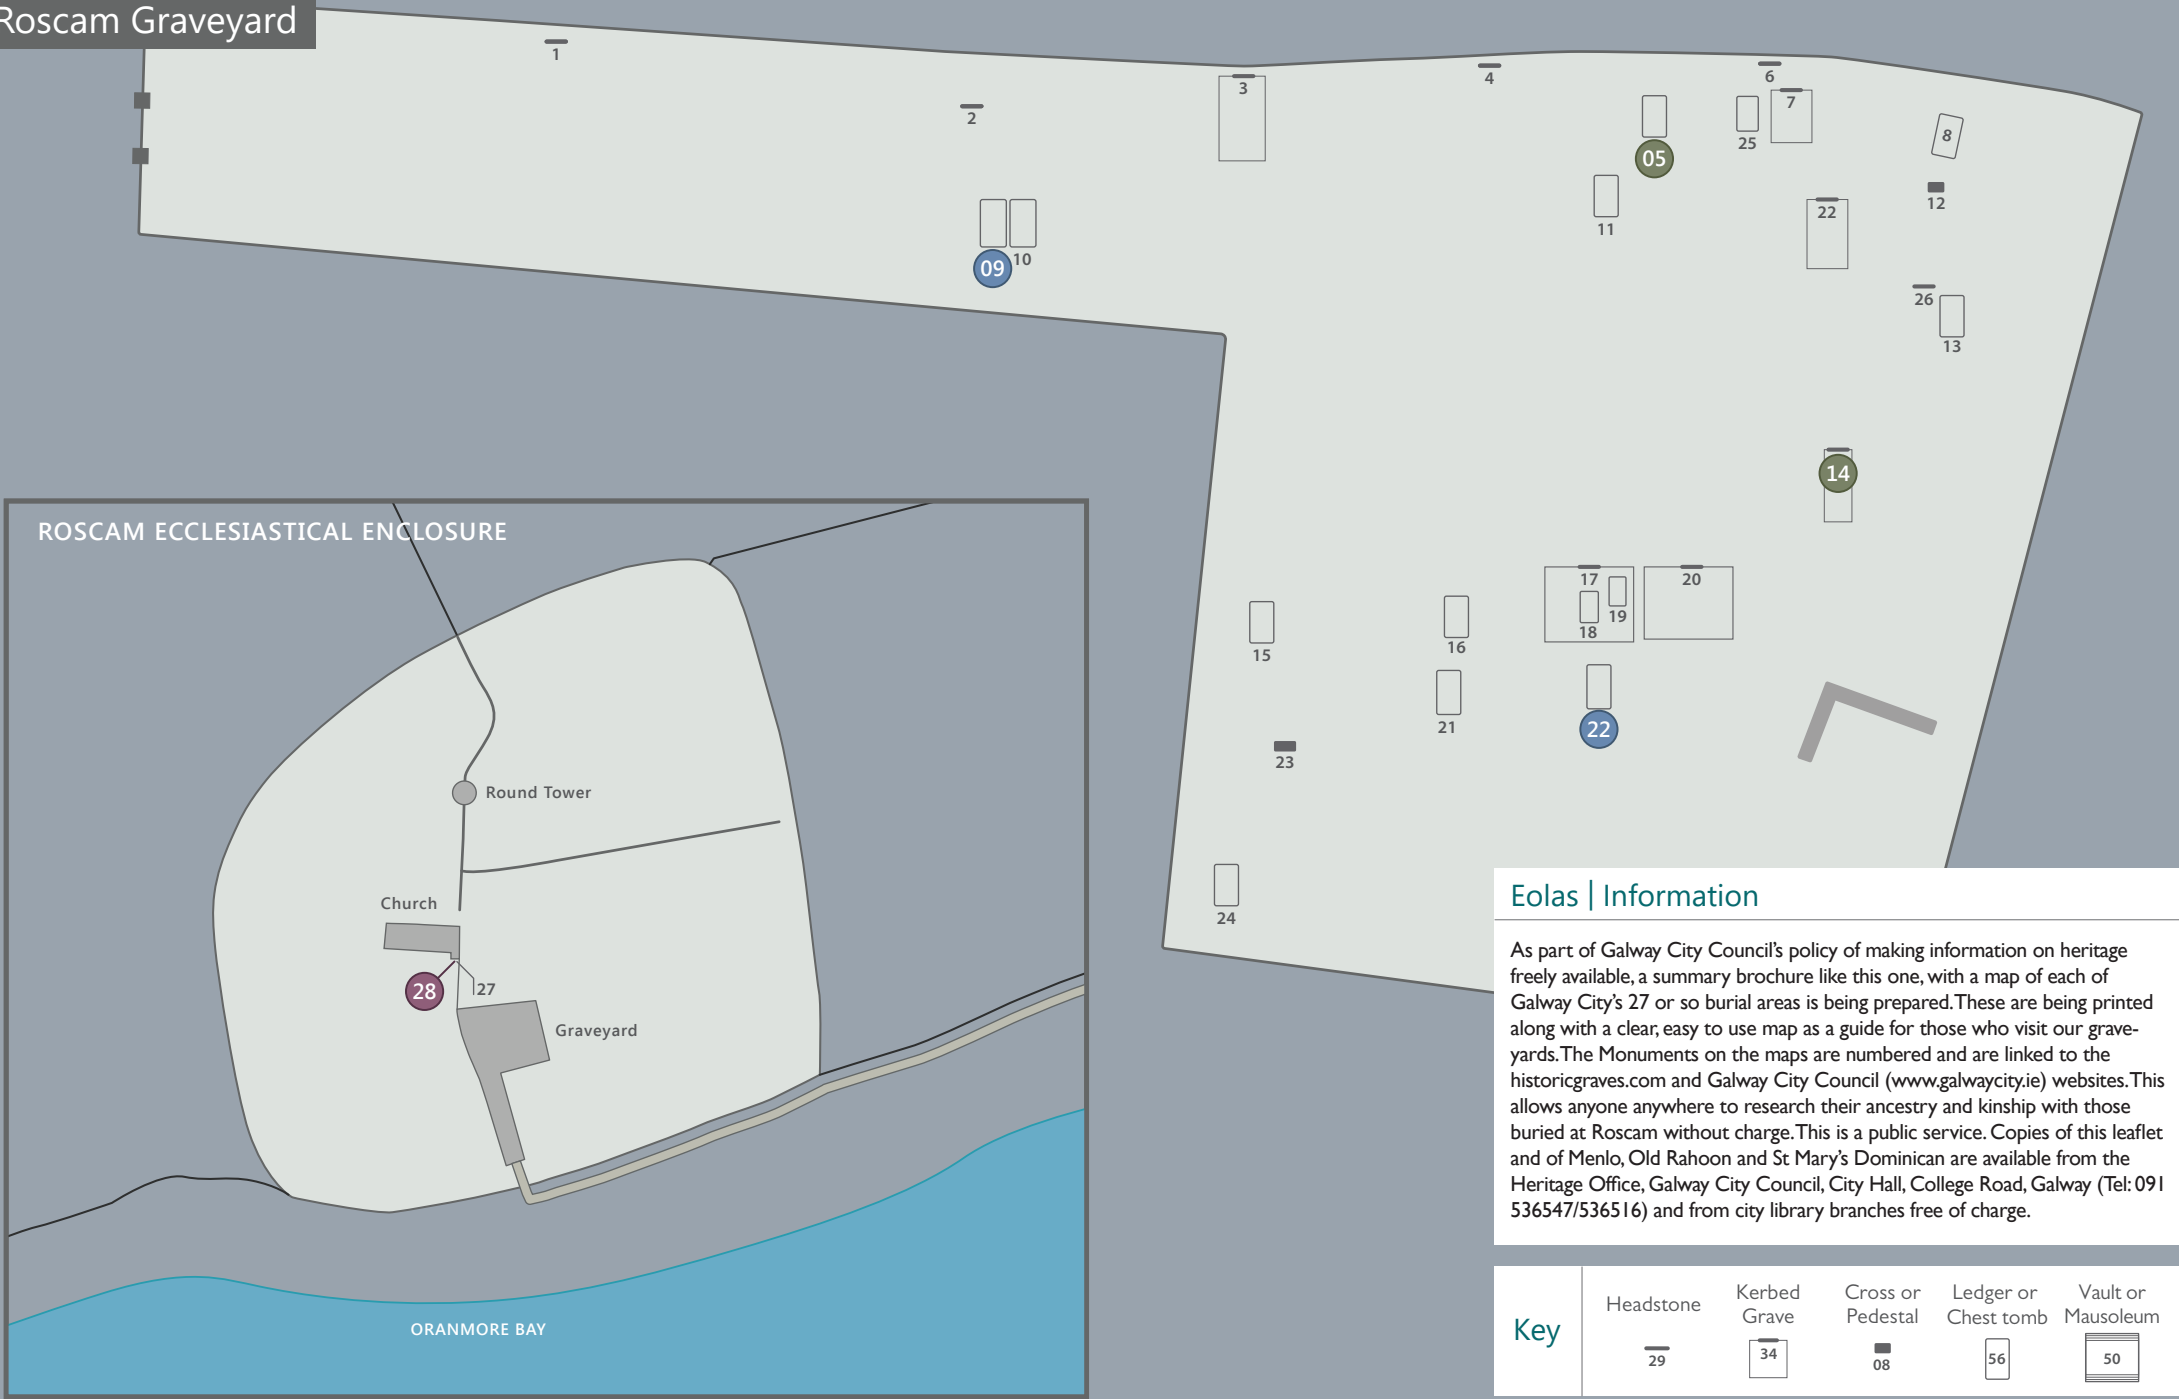 Roscam Graveyard
1
2
3
4
6
7
05
25
8
12
11
22
09
10
26
13
14
17
20
19
18
15
16
21
22
23
24
ROSCAM ECCLESIASTICAL ENCLOSURE
Round Tower
Church
28
27
Graveyard
ORANMORE BAY
Eolas | Information
As part of Galway City Council's policy of making information on heritage
freely available, a summary brochure like this one, with a map of each of
Galway City's 27 or so burial areas is being prepared. These are being printed
along with a clear, easy to use map as a guide for those who visit our grave-
yards. The Monuments on the maps are numbered and are linked to the
historicgraves.com and Galway City Council (www.galwaycity.ie) websites. This
allows anyone anywhere to research their ancestry and kinship with those
buried at Roscam without charge. This is a public service. Copies of this leaflet
and of Menlo, Old Rahoon and St Mary's Dominican are available from the
Heritage Office, Galway City Council, City Hall, College Road, Galway (Tel: 091
536547/536516) and from city library branches free of charge.
Key
Headstone
29
Kerbed
Grave
34
Cross or
Pedestal
08
Ledger or
Chest tomb
56
Vault or
Mausoleum
50